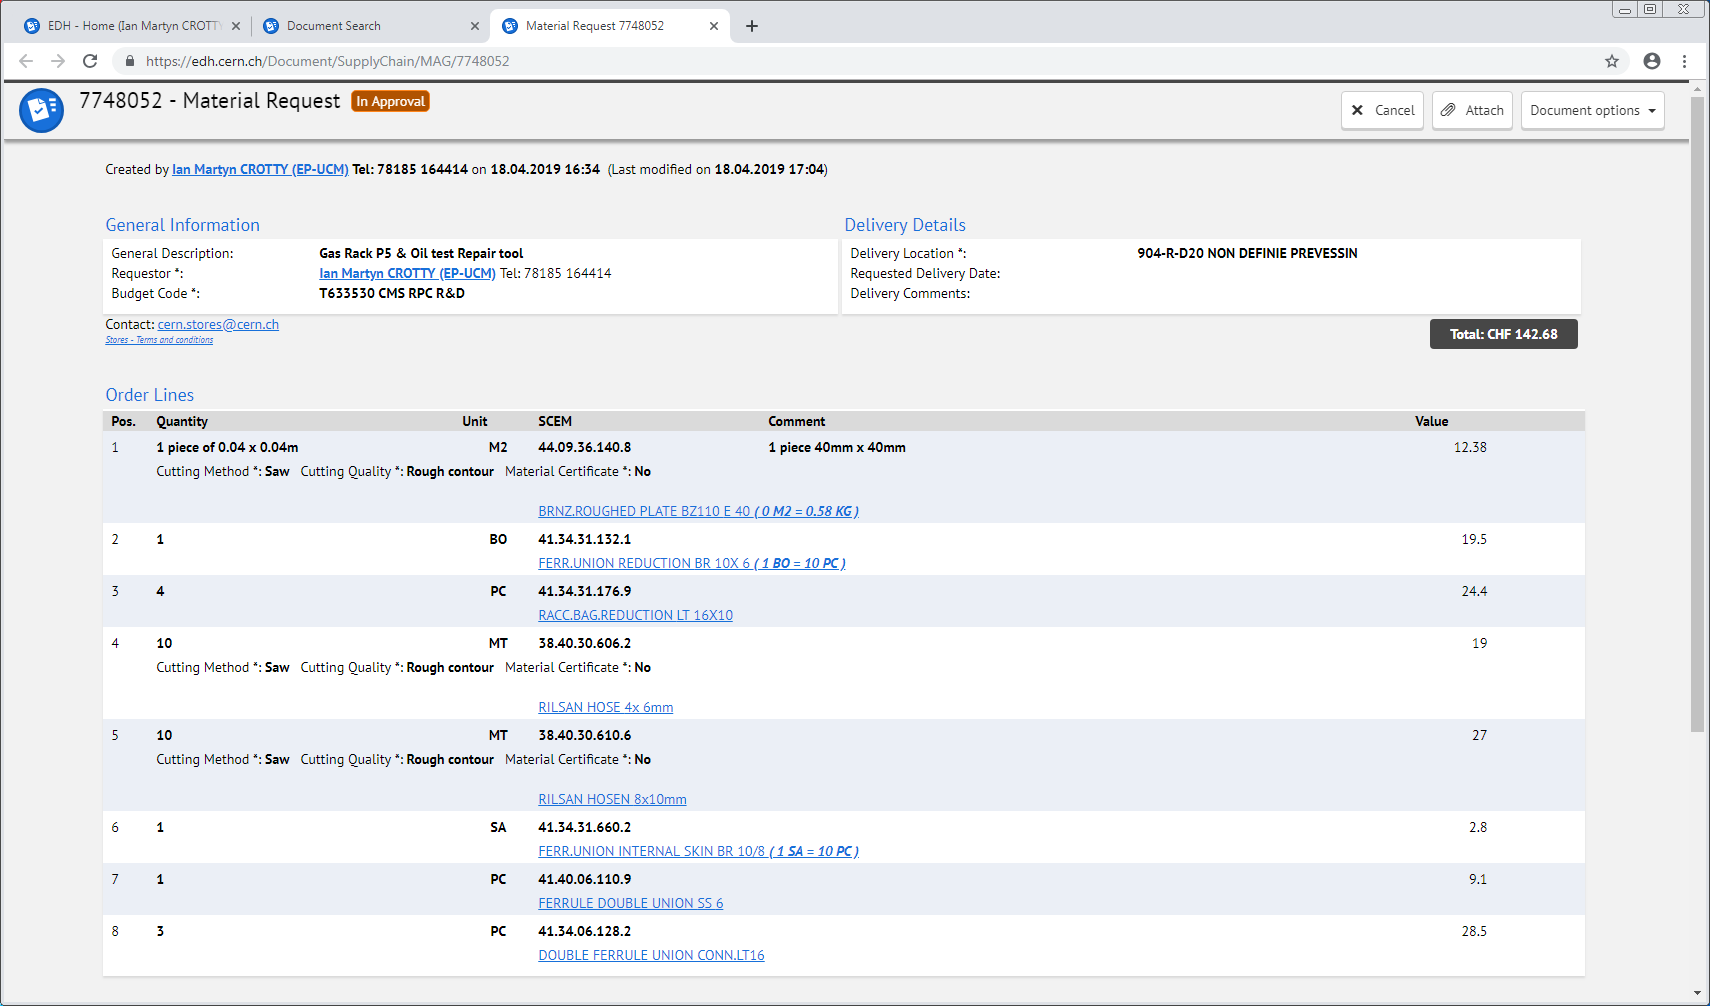 EDH - Home (Ian Martyn CROTTY
Document Search
Material Request 7748052
https://edh.cern.ch/Document/SupplyChain/MAG/7748052
7748052 - Material Request In Approval
Cancel Attach Document options
Created by Ian Martyn CROTTY (EP-UCM) Tel: 78185 164414 on 18.04.2019 16:34 (Last modified on 18.04.2019 17:04)
General Information
General Description: Gas Rack P5 & Oil test Repair tool
Requestor *: Ian Martyn CROTTY (EP-UCM) Tel: 78185 164414
Budget Code *: T633530 CMS RPC R&D
Delivery Details
Delivery Location *: 904-R-D20 NON DEFINIE PREVESSIN
Requested Delivery Date:
Delivery Comments:
Contact: cern.stores@cern.ch
Stores - Terms and conditions
Total: CHF 142.68
Order Lines
Pos. Quantity Unit SCEM Comment Value
1 1 piece of 0.04 x 0.04m M2 44.09.36.140.8 1 piece 40mm x 40mm 12.38
Cutting Method *: Saw Cutting Quality *: Rough contour Material Certificate *: No
BRNZ.ROUGHED PLATE BZ110 E 40 ( 0 M2 = 0.58 KG )
2 1 BO 41.34.31.132.1 19.5
FERR.UNION REDUCTION BR 10X 6 ( 1 BO = 10 PC )
3 4 PC 41.34.31.176.9 24.4
RACC.BAG.REDUCTION LT 16X10
4 10 MT 38.40.30.606.2 19
Cutting Method *: Saw Cutting Quality *: Rough contour Material Certificate *: No
RILSAN HOSE 4x 6mm
5 10 MT 38.40.30.610.6 27
Cutting Method *: Saw Cutting Quality *: Rough contour Material Certificate *: No
RILSAN HOSEN 8x10mm
6 1 SA 41.34.31.660.2 2.8
FERR.UNION INTERNAL SKIN BR 10/8 ( 1 SA = 10 PC )
7 1 PC 41.40.06.110.9 9.1
FERRULE DOUBLE UNION SS 6
8 3 PC 41.34.06.128.2 28.5
DOUBLE FERRULE UNION CONN.LT16